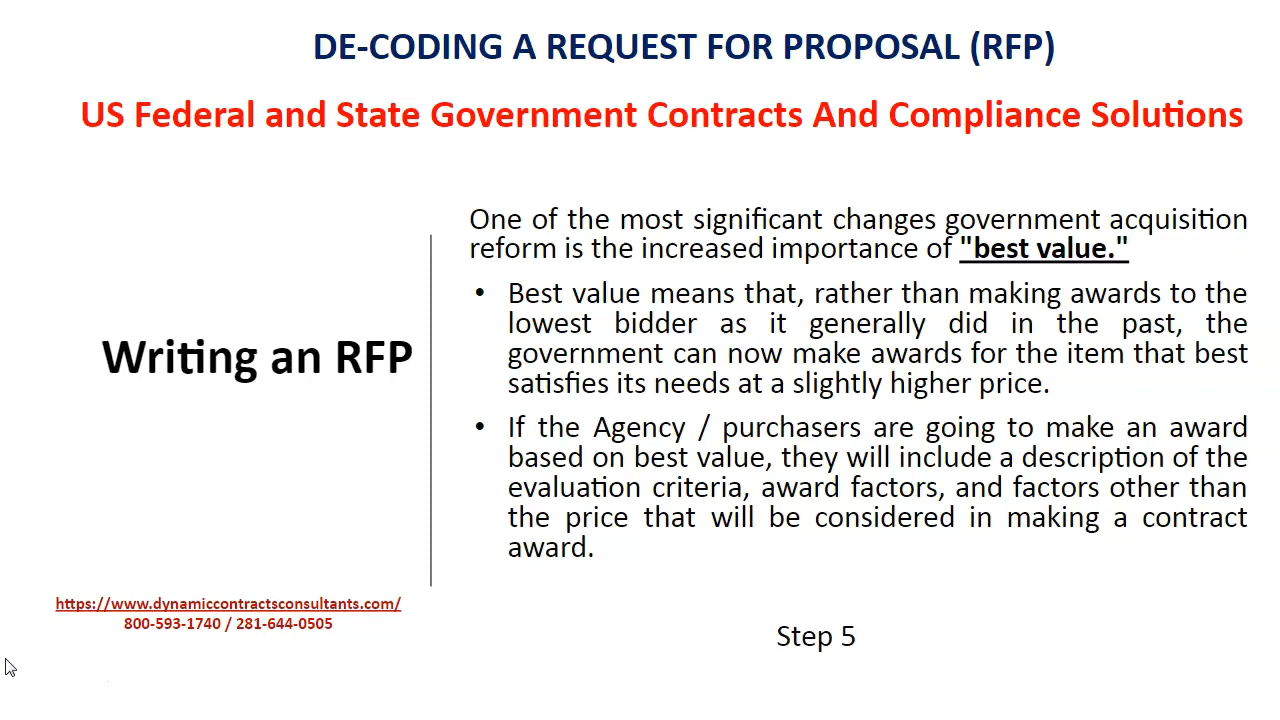 DE-CODING A REQUEST FOR PROPOSAL (RFP)
US Federal and State Government Contracts And Compliance Solutions
Writing an RFP
One of the most significant changes government acquisition
reform is the increased importance of "best value."
• Best value means that, rather than making awards to the
lowest bidder as it generally did in the past, the
government can now make awards for the item that best
satisfies its needs at a slightly higher price.
• If the Agency / purchasers are going to make an award
based on best value, they will include a description of the
evaluation criteria, award factors, and factors other than
the price that will be considered in making a contract
award.
https://www.dynamiccontractsconsultants.com/
800-593-1740 / 281-644-0505
Step 5